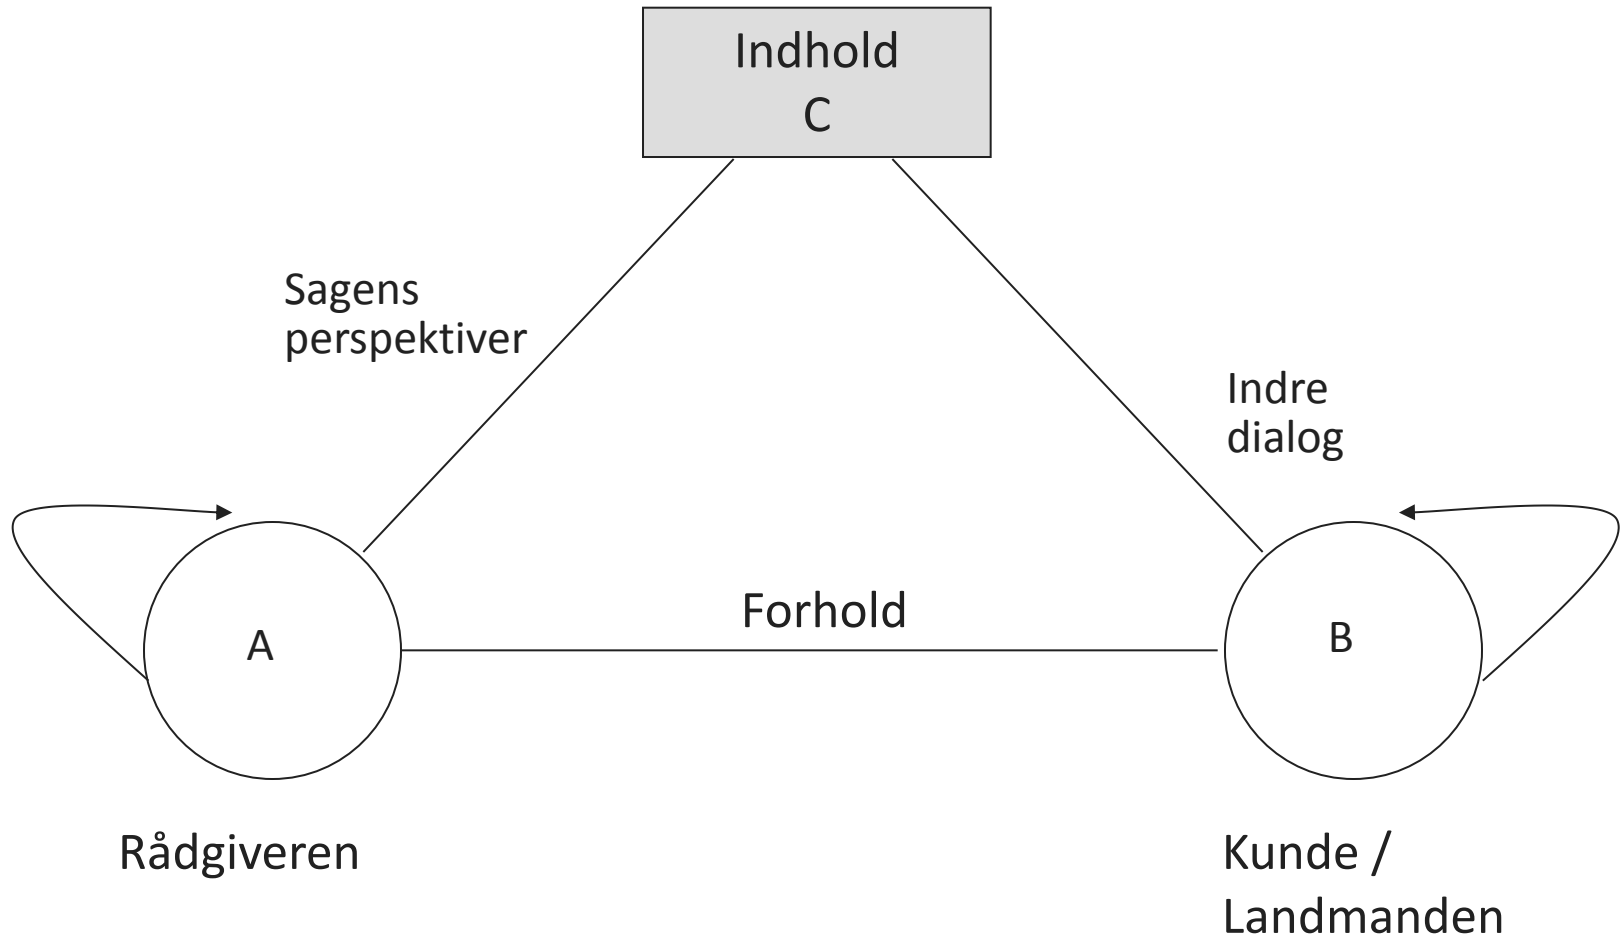 Indhold
C
Sagens
perspektiver
Indre
dialog
Forhold
A
B
Rådgiveren
Kunde /
Landmanden